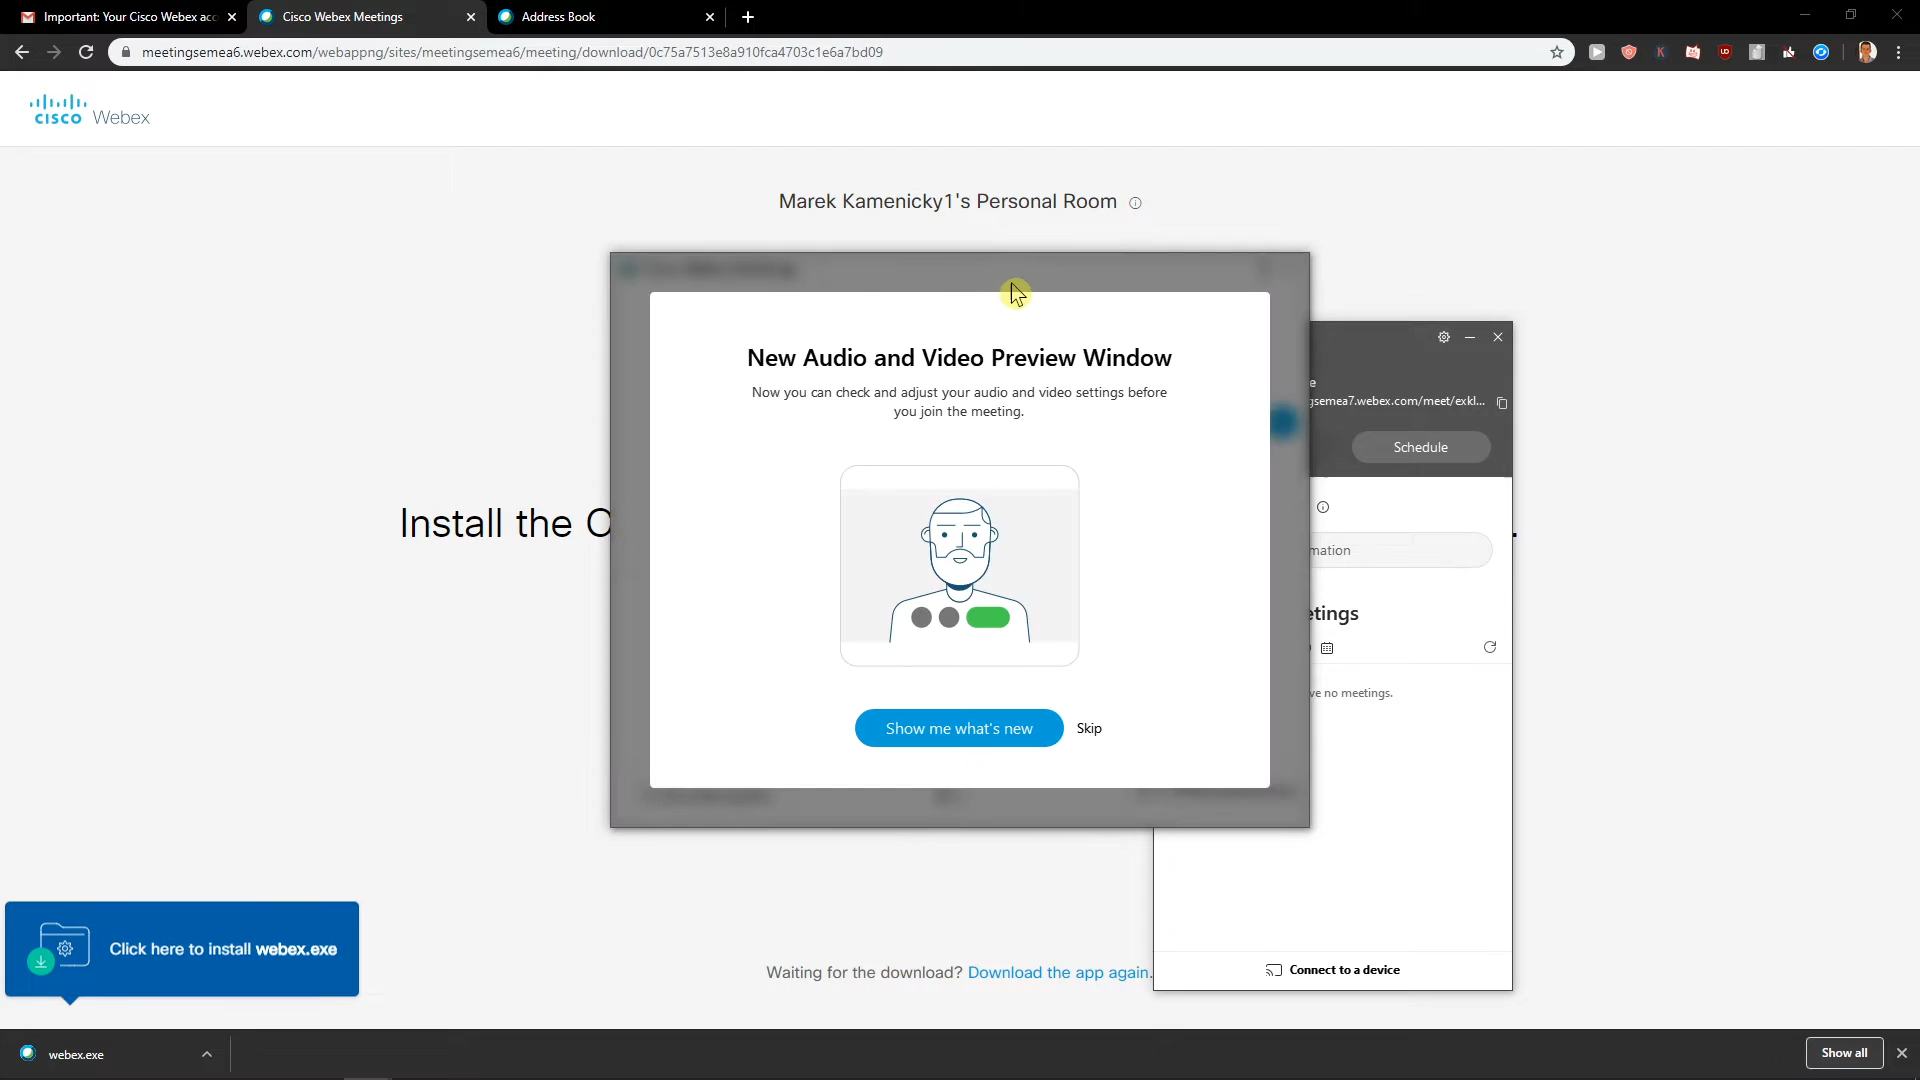 Important: Your Cisco Webex acc
Cisco Webex Meetings
Address Book
meetingsemea6.webex.com/webappng/sites/meetingsemea6/meeting/download/0c75a7513e8a910fca4703c1e6a7bd09
cisco Webex
Marek Kamenicky1's Personal Room
New Audio and Video Preview Window
Now you can check and adjust your audio and video settings before
you join the meeting.
Show me what's new
Skip
e
gsemea7.webex.com/meet/exkl...
Schedule
Install the C
mation
etings
ve no meetings.
Connect to a device
Click here to install webex.exe
Waiting for the download? Download the app again.
webex.exe
Show all